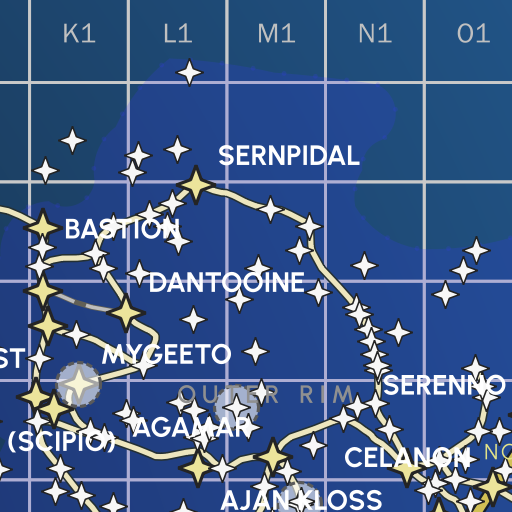 K1 L1 M1 N1 O1
SERNPIDAL
BASTION
DANTOOINE
ST MYGEETO
OUTER RIM SERENNO
AGAMAR
(SCIPIO)
CELANON NO
AJAN KLOSS